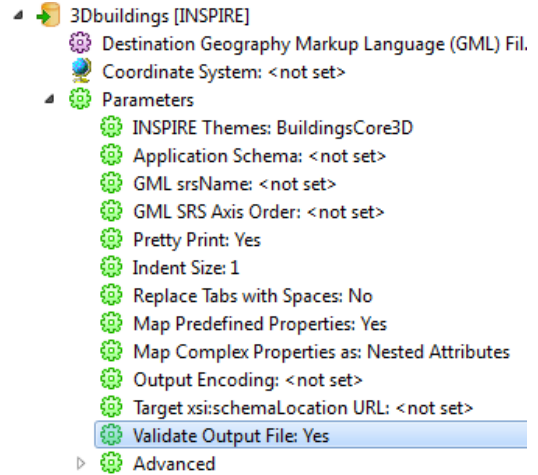 3Dbuildings [INSPIRE]
Destination Geography Markup Language (GML) Fil.
Coordinate System: <not set>
Parameters
INSPIRE Themes: BuildingsCore3D
Application Schema: <not set>
GML srsName: <not set>
GML SRS Axis Order: <not set>
Pretty Print: Yes
Indent Size: 1
Replace Tabs with Spaces: No
Map Predefined Properties: Yes
Map Complex Properties as: Nested Attributes
Output Encoding: <not set>
Target xsi:schemaLocation URL: <not set>
Validate Output File: Yes
Advanced